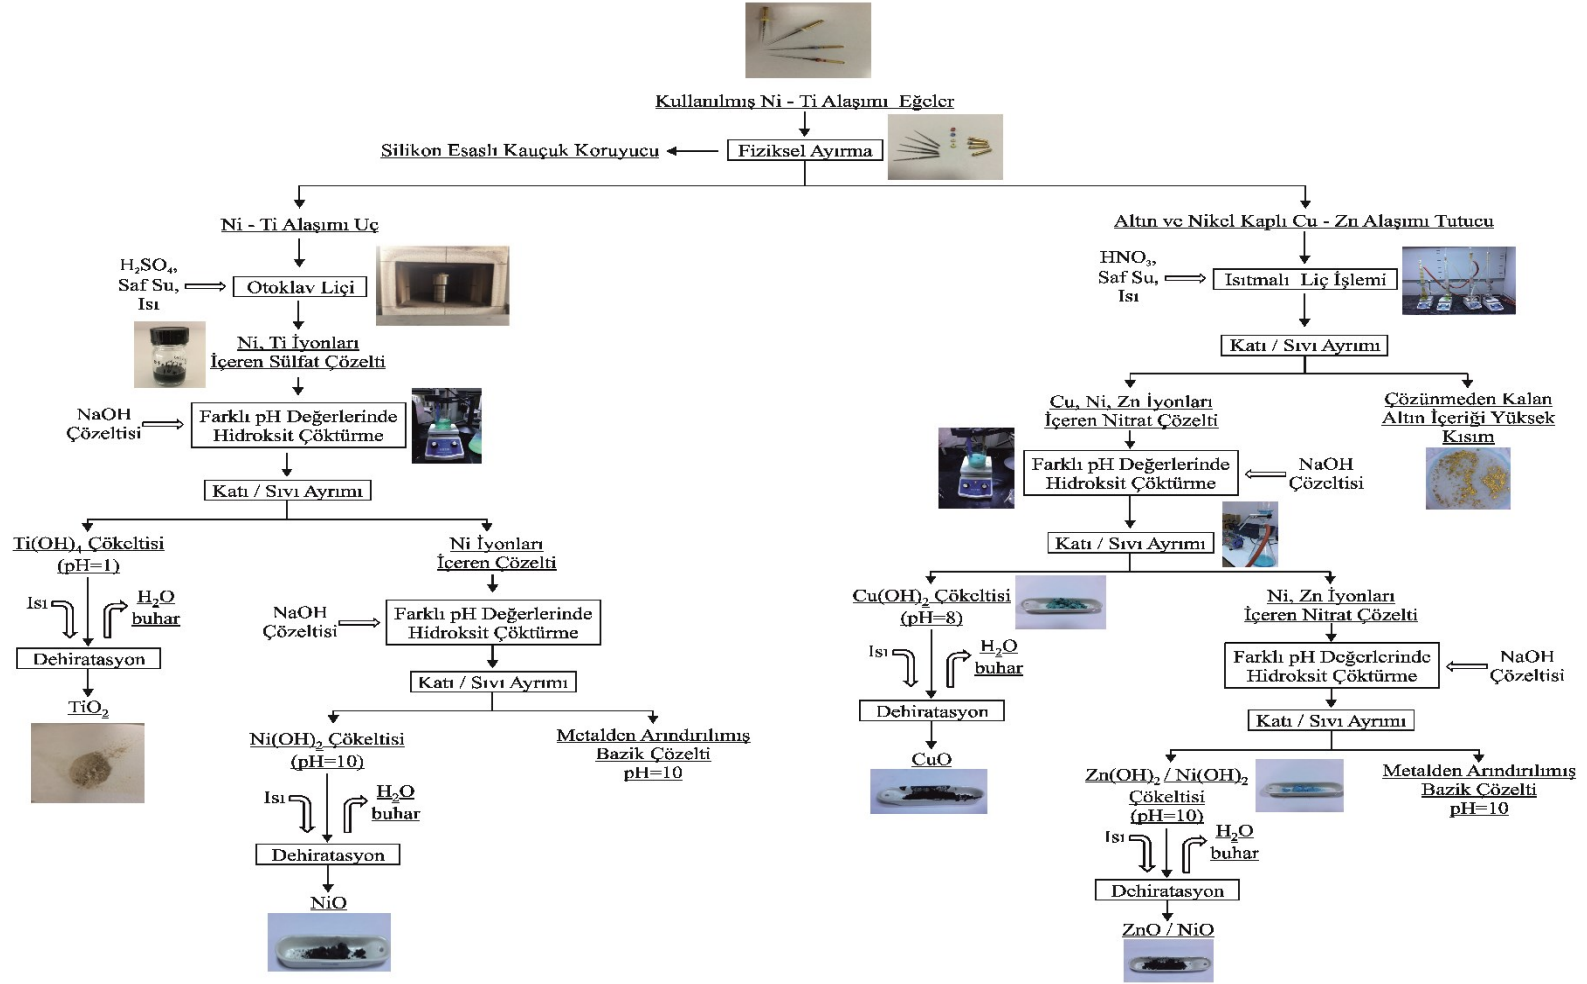 Kullanılmış Ni - Ti Alaşımı Eğeler
Silikon Esaslı Kauçuk Koruyucu
Fiziksel Ayırma
Ni - Ti Alaşımı Uç
H₂SO₄,
Saf Su,
Isı
Otoklav Liçi
Ni, Ti İyonları
İçeren Sülfat Çözelti
NaOH
Çözeltisi
Farklı pH Değerlerinde
Hidroksit Çöktürme
Katı / Sıvı Ayrımı
Ti(OH)₄ Çökeltisi
(pH=1)
Isı
H₂O
buhar
Dehiratasyon
TiO₂
Ni İyonları
İçeren Çözelti
NaOH
Çözeltisi
Farklı pH Değerlerinde
Hidroksit Çöktürme
Katı / Sıvı Ayrımı
Ni(OH)₂ Çökeltisi
(pH=10)
Isı
H₂O
buhar
Dehiratasyon
NiO
Metalden Arındırılımış
Bazik Çözelti
pH=10
Altın ve Nikel Kaplı Cu - Zn Alaşımı Tutucu
HNO₃,
Saf Su,
Isı
Isıtmalı Liç İşlemi
Katı / Sıvı Ayrımı
Cu, Ni, Zn İyonları
İçeren Nitrat Çözelti
Çözünmeden Kalan
Altın İçeriği Yüksek
Kısım
Farklı pH Değerlerinde
Hidroksit Çöktürme
NaOH
Çözeltisi
Katı / Sıvı Ayrımı
Cu(OH)₂ Çökeltisi
(pH=8)
Isı
H₂O
buhar
Dehiratasyon
CuO
Ni, Zn İyonları
İçeren Nitrat Çözelti
Farklı pH Değerlerinde
Hidroksit Çöktürme
NaOH
Çözeltisi
Katı / Sıvı Ayrımı
Zn(OH)₂ / Ni(OH)₂
Çökeltisi
(pH=10)
Isı
H₂O
buhar
Dehiratasyon
ZnO / NiO
Metalden Arındırılımış
Bazik Çözelti
pH=10